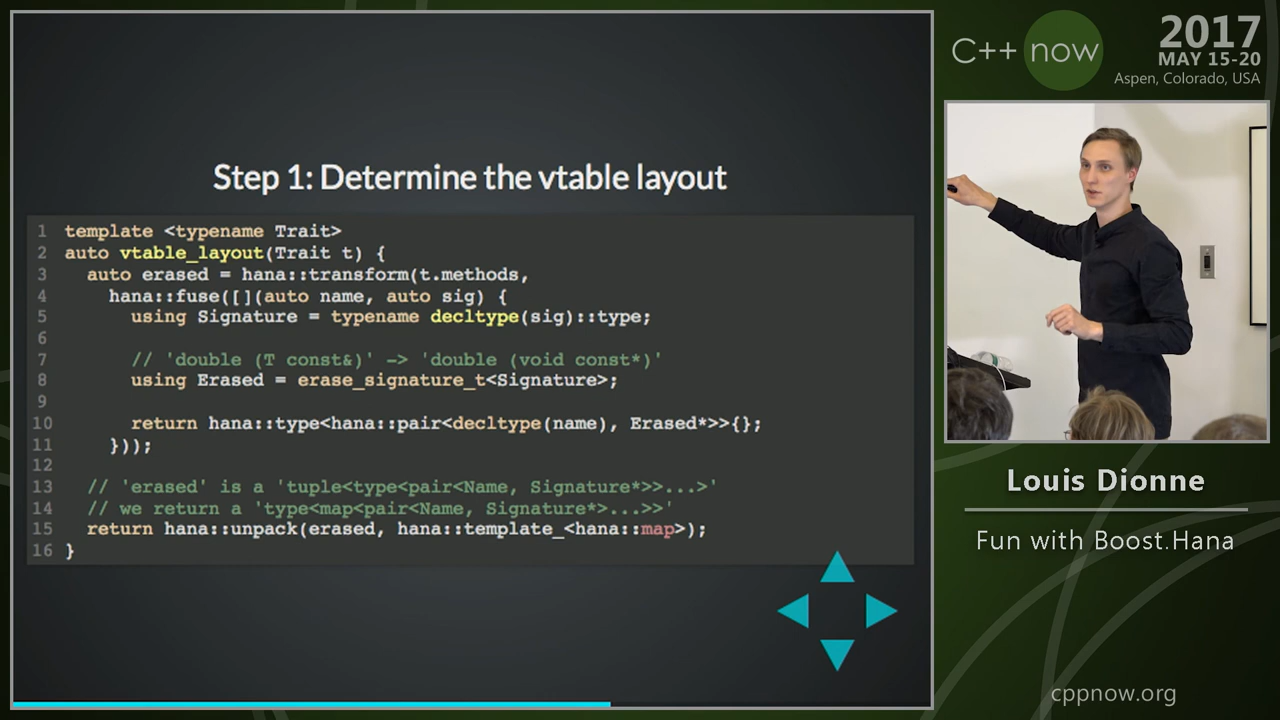 Step 1: Determine the vtable layout
1 template <typename Trait>
2 auto vtable_layout(Trait t) {
3   auto erased = hana::transform(t.methods,
4     hana::fuse([](auto name, auto sig) {
5       using Signature = typename decltype(sig)::type;
6
7       // 'double (T const&)' -> 'double (void const*)'
8       using Erased = erase_signature_t<Signature>;
9
10       return hana::type<hana::pair<decltype(name), Erased*>>{};
11     }));
12
13   // 'erased' is a 'tuple<type<pair<Name, Signature*>>...>'
14   // we return a 'type<map<pair<Name, Signature*>...>>'
15   return hana::unpack(erased, hana::template_<hana::map>);
16 }
C++ now
2017
MAY 15-20
Aspen, Colorado, USA
Louis Dionne
Fun with Boost.Hana
cppnow.org